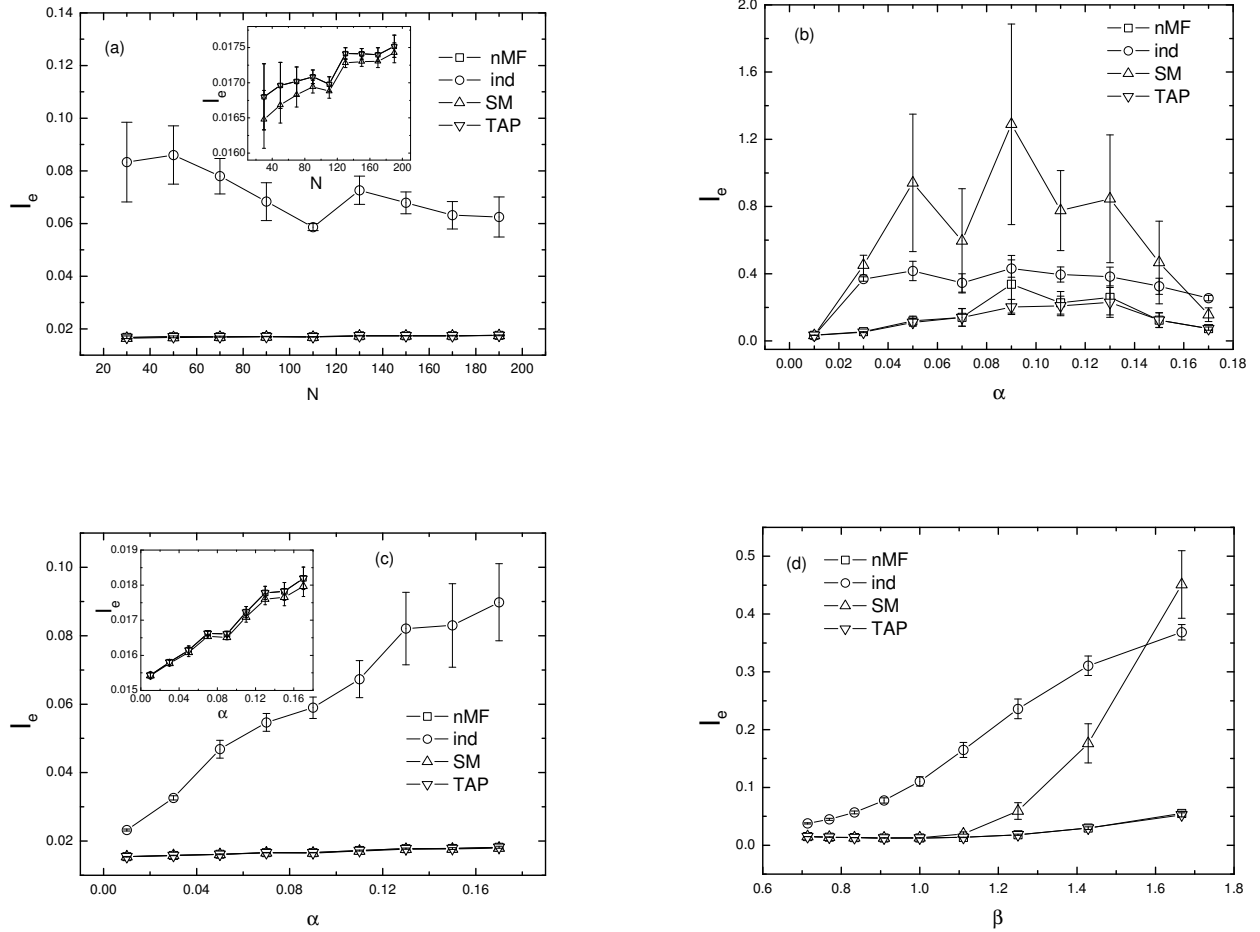 (a)
I_e
0.14
0.12
0.10
0.08
0.06
0.04
0.02
20 40 60 80 100 120 140 160 180 200
N
nMF
ind
SM
TAP
I_e
0.0175
0.0170
0.0165
0.0160
40 80 120 160 200
N
(b)
I_e
2.0
1.6
1.2
0.8
0.4
0.0
0.00 0.02 0.04 0.06 0.08 0.10 0.12 0.14 0.16 0.18
α
nMF
ind
SM
TAP
(c)
I_e
0.10
0.08
0.06
0.04
0.02
0.00 0.04 0.08 0.12 0.16
α
nMF
ind
SM
TAP
I_e
0.019
0.018
0.017
0.016
0.015
0.00 0.04 0.08 0.12 0.16
α
(d)
I_e
0.5
0.4
0.3
0.2
0.1
0.0
0.6 0.8 1.0 1.2 1.4 1.6 1.8
β
nMF
ind
SM
TAP